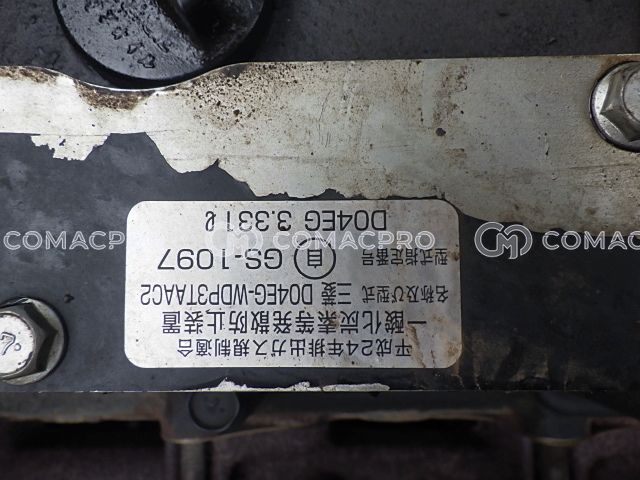 平成24年排出ガス規制適合
一酸化炭素等発散防止装置
名称及び型式 三菱 D04EG-WDP3TAAC2
型式指定番号 自 GS-1097
D04EG 3.331ℓ
7
COMACPRO
COMACPRO
COMACPRO